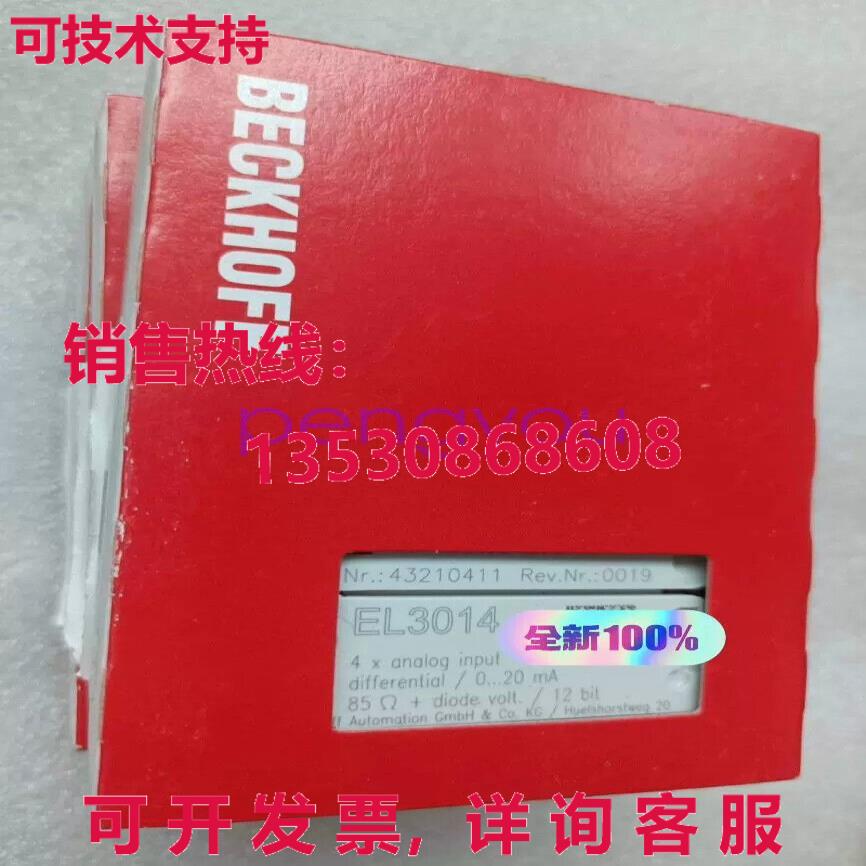 可技术支持
BECKHOFF
销售热线:
pengyou
13530868608
Nr.:43210411 Rev.Nr.:0019
EL3014
全新100%
4 x analog input
differential / 0...20 mA
85 Ω + diode volt. / 12 bit
ff Automation GmbH & Co. KG / Huelshorstweg 20
可开发票,详询客服